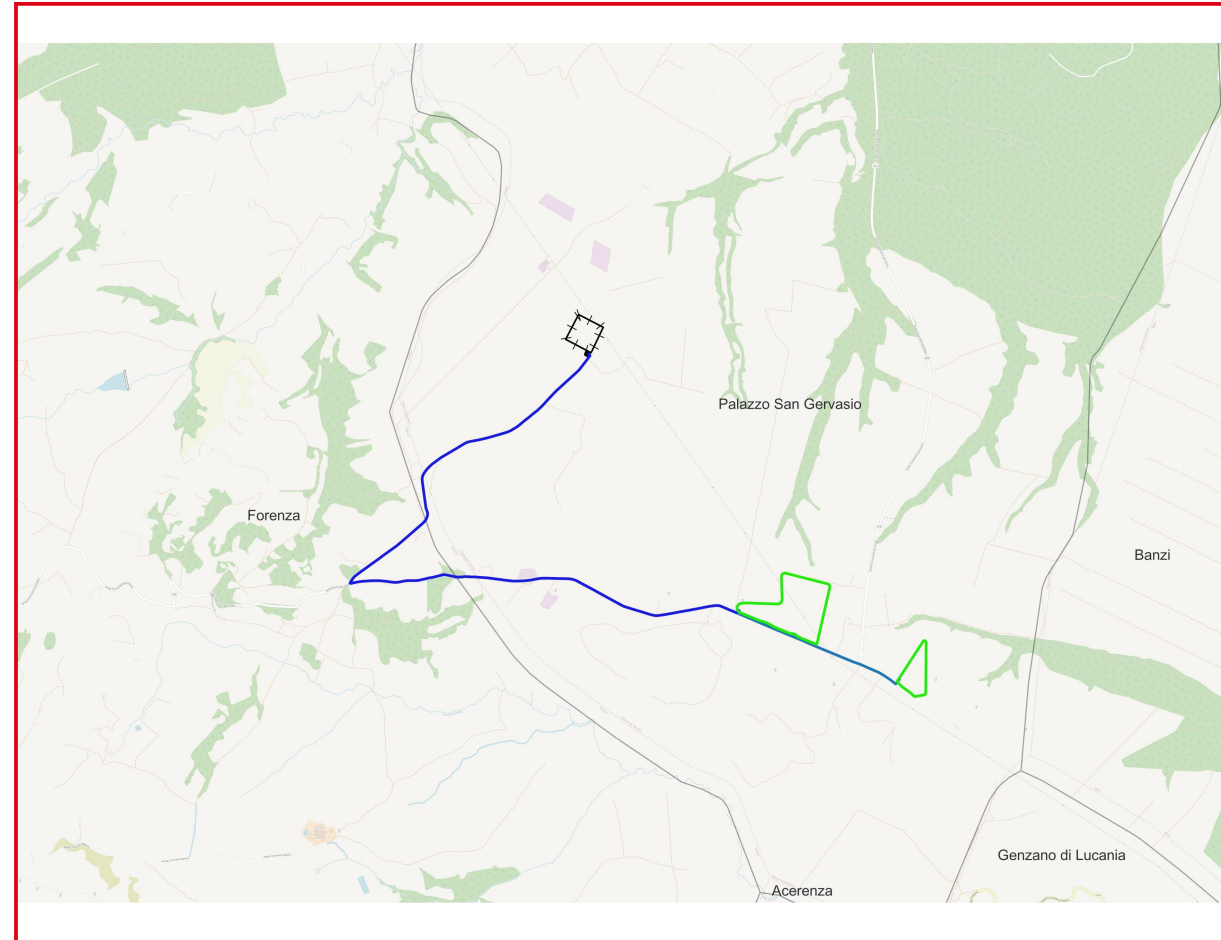 Palazzo San Gervasio
Forenza
Banzi
Genzano di Lucania
Acerenza